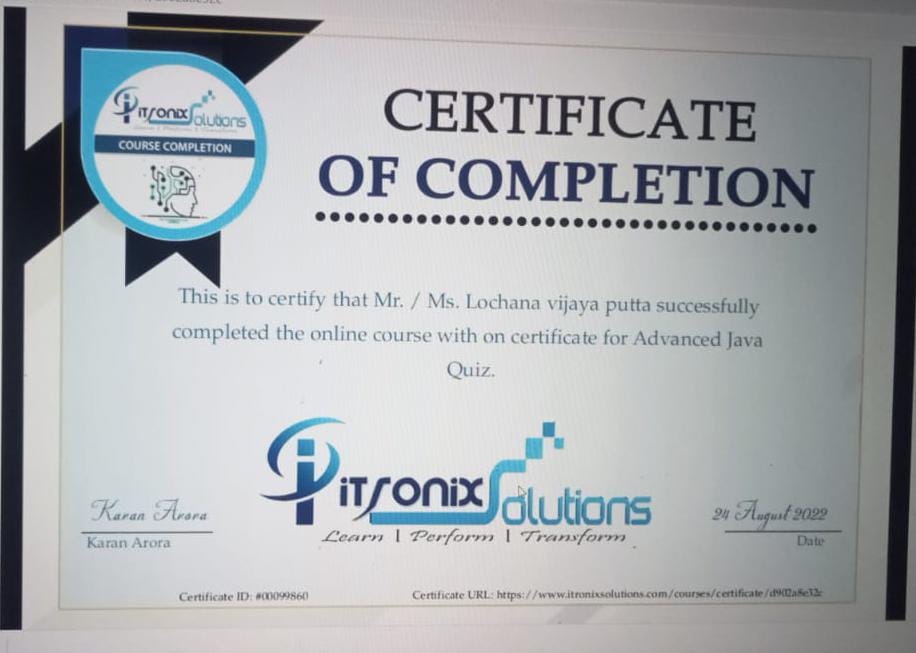 iTronix Solutions
COURSE COMPLETION
CERTIFICATE
OF COMPLETION
This is to certify that Mr. / Ms. Lochana vijaya putta successfully
completed the online course with on certificate for Advanced Java
Quiz.
iTronix Solutions
Learn | Perform | Transform
Karan Arora
Karan Arora
24 August 2022
Date
Certificate ID: #00099860
Certificate URL: https://www.itronixsolutions.com/courses/certificate/d902a8e32c